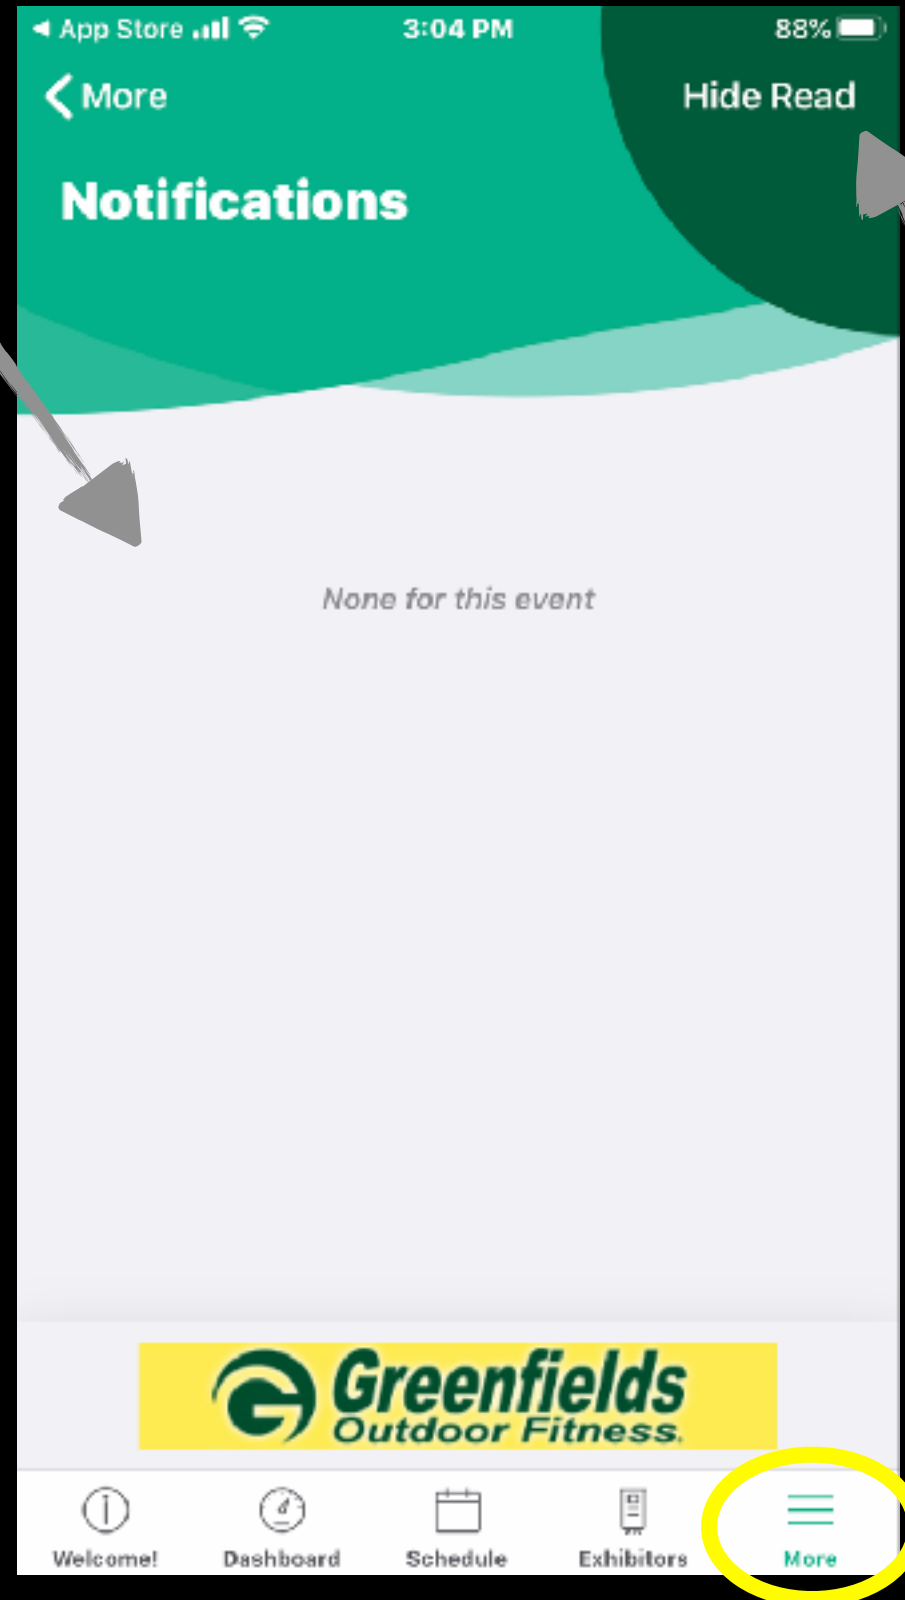 App Store 3:04 PM 88%
More Hide Read
Notifications
None for this event
Greenfields
Outdoor Fitness.
Welcome! Dashboard Schedule Exhibitors More